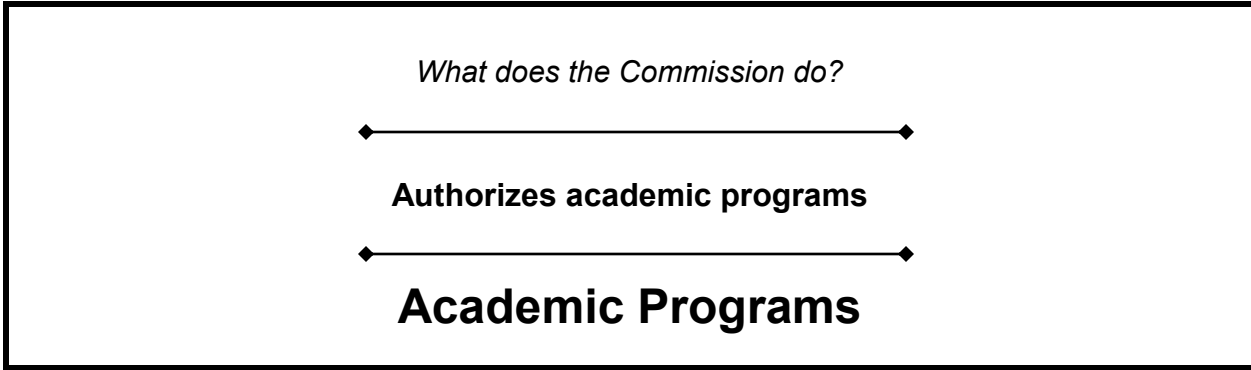 What does the Commission do?
Authorizes academic programs
Academic Programs